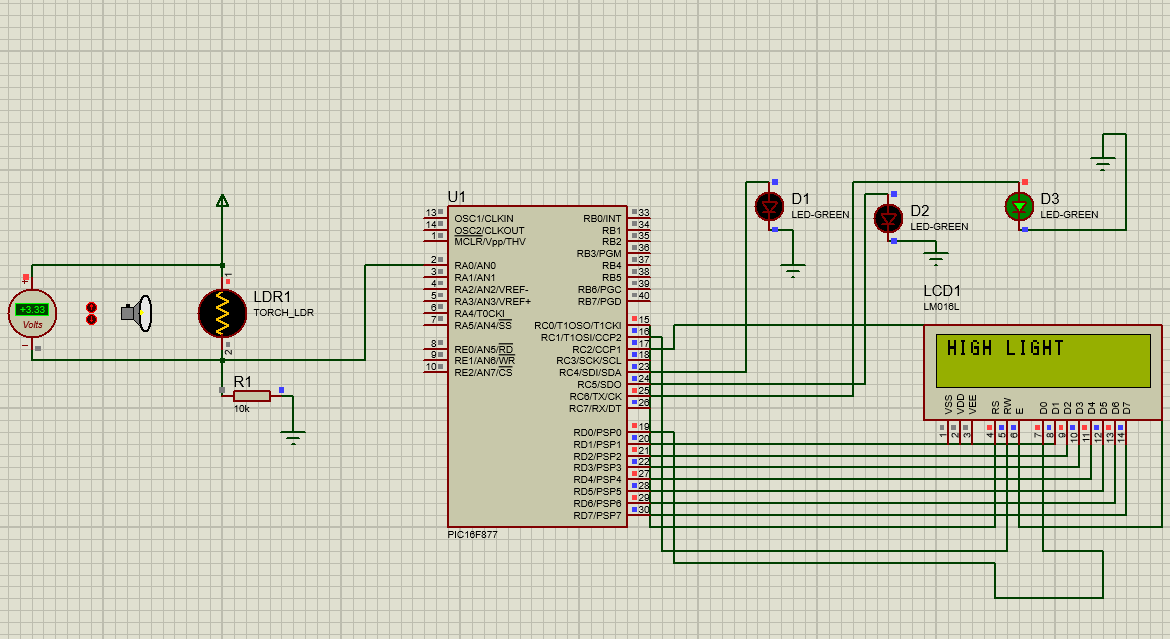 +3.33
Volts
+
−
1
2
LDR1
TORCH_LDR
R1
10k
U1
13
OSC1/CLKIN
14
OSC2/CLKOUT
1
MCLR/Vpp/THV
2
RA0/AN0
3
RA1/AN1
4
RA2/AN2/VREF-
5
RA3/AN3/VREF+
6
RA4/T0CKI
7
RA5/AN4/SS
8
RE0/AN5/RD
9
RE1/AN6/WR
10
RE2/AN7/CS
RB0/INT
33
RB1
34
RB2
35
RB3/PGM
36
RB4
37
RB5
38
RB6/PGC
39
RB7/PGD
40
RC0/T1OSO/T1CKI
15
RC1/T1OSI/CCP2
16
RC2/CCP1
17
RC3/SCK/SCL
18
RC4/SDI/SDA
23
RC5/SDO
24
RC6/TX/CK
25
RC7/RX/DT
26
RD0/PSP0
19
RD1/PSP1
20
RD2/PSP2
21
RD3/PSP3
22
RD4/PSP4
27
RD5/PSP5
28
RD6/PSP6
29
RD7/PSP7
30
PIC16F877
D1
LED-GREEN
D2
LED-GREEN
D3
LED-GREEN
LCD1
LM016L
HIGH LIGHT
VSS
VDD
VEE
RS
RW
E
D0
D1
D2
D3
D4
D5
D6
D7
1
2
3
4
5
6
7
8
9
10
11
12
13
14